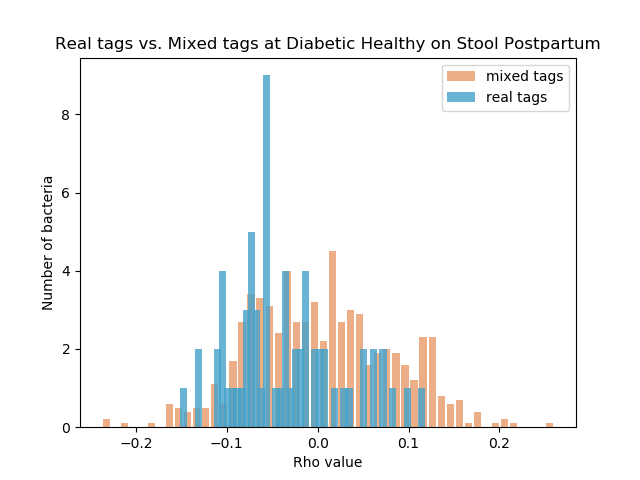 Real tags vs. Mixed tags at Diabetic Healthy on Stool Postpartum
mixed tags
real tags
Number of bacteria
8
6
4
2
0
−0.2
−0.1
0.0
0.1
0.2
Rho value